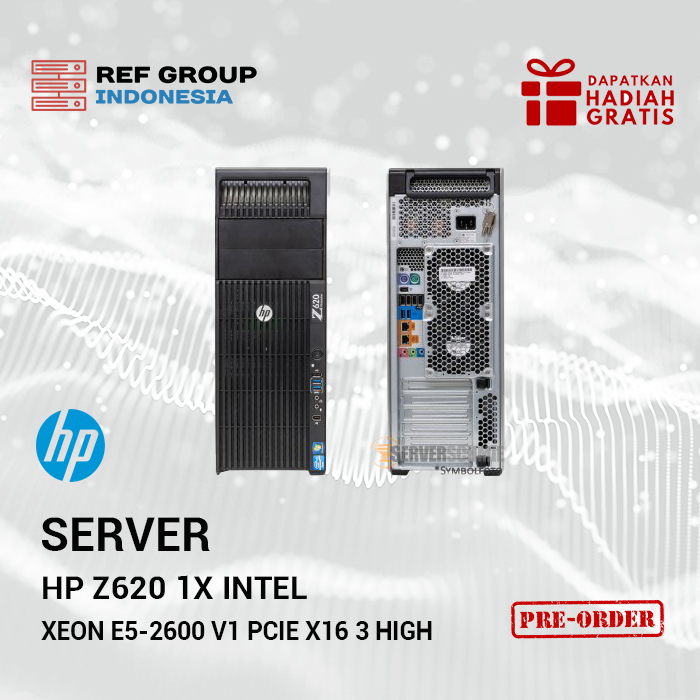 REF GROUP
INDONESIA
DAPATKAN
HADIAH
GRATIS
hp
Z620
hp
SERVER
HP Z620 1X INTEL
XEON E5-2600 V1 PCIE X16 3 HIGH
PRE-ORDER